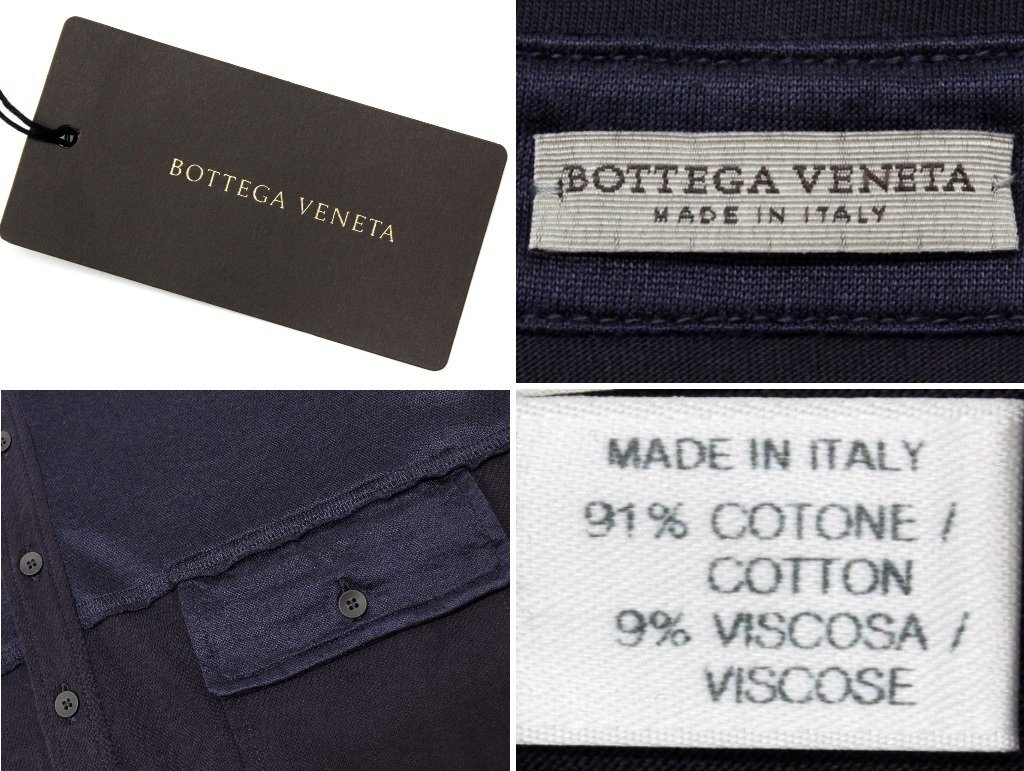 BOTTEGA VENETA
BOTTEGA VENETA
MADE IN ITALY
MADE IN ITALY
91% COTONE /
COTTON
9% VISCOSA /
VISCOSE